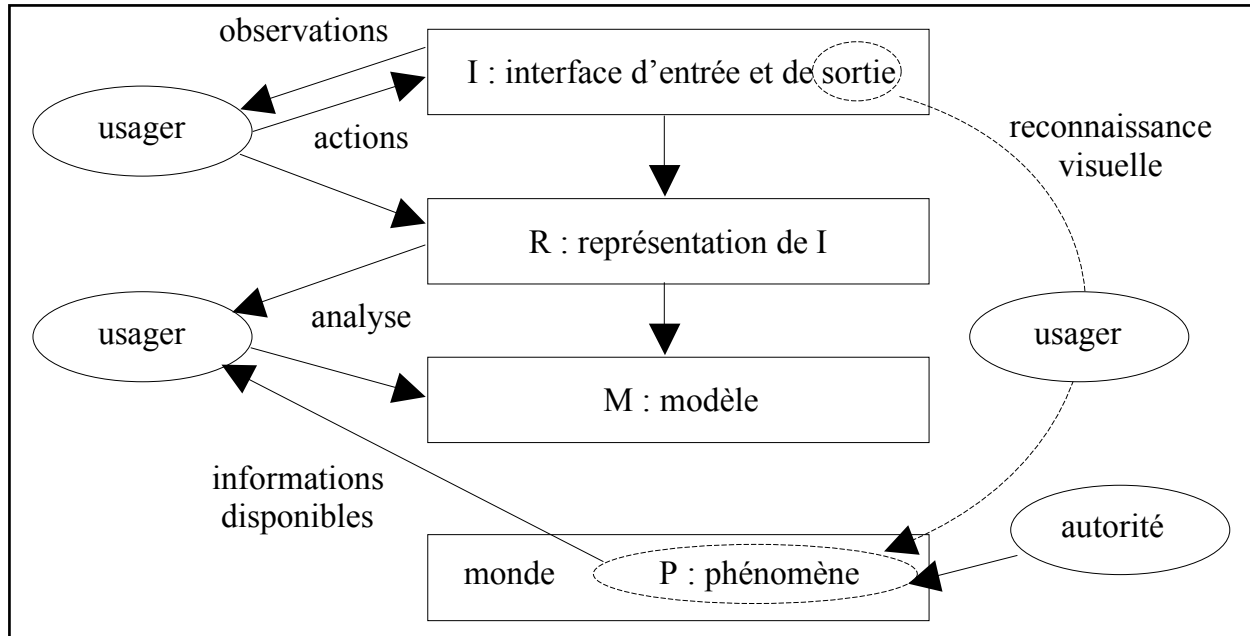 observations
I : interface d’entrée et de sortie
usager
actions
reconnaissance
visuelle
R : représentation de I
usager
analyse
usager
M : modèle
informations
disponibles
autorité
monde
P : phénomène